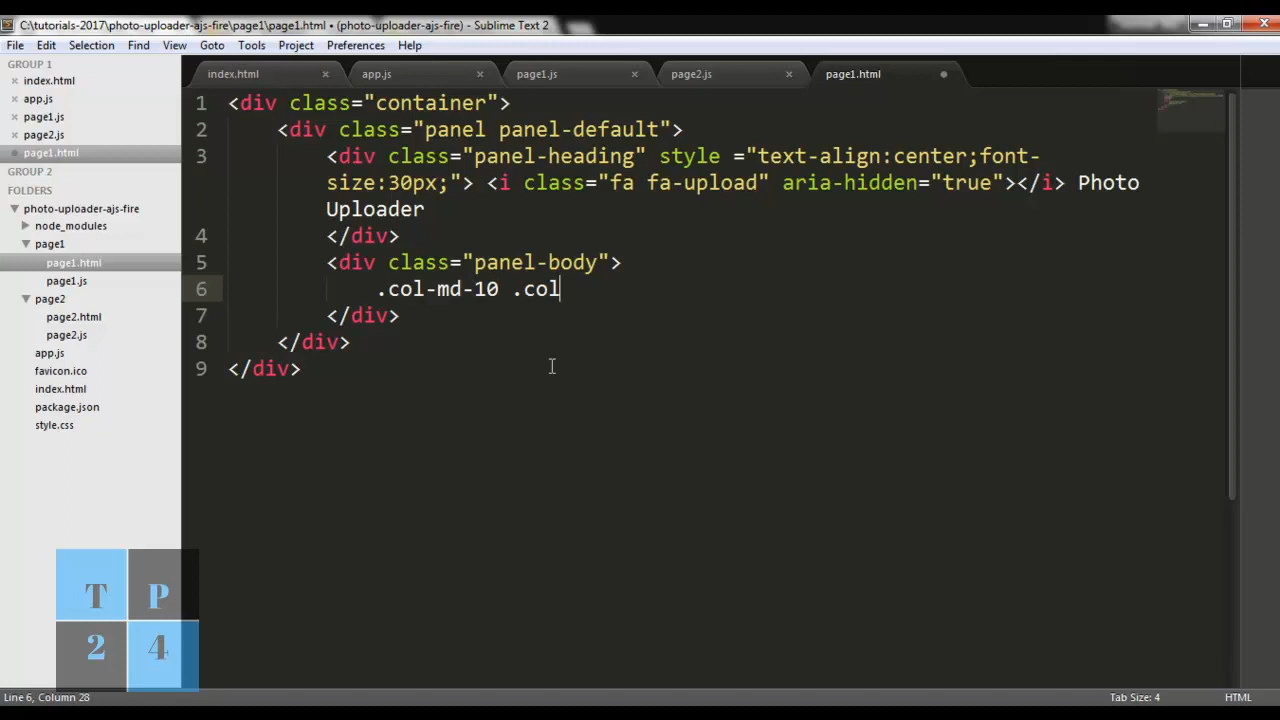 C:\tutorials-2017\photo-uploader-ajs-fire\page1\page1.html • (photo-uploader-ajs-fire) - Sublime Text 2
File Edit Selection Find View Goto Tools Project Preferences Help
GROUP 1
index.html
app.js
page1.js
page2.js
page1.html
GROUP 2
FOLDERS
photo-uploader-ajs-fire
node_modules
page1
page1.html
page1.js
page2
page2.html
page2.js
app.js
favicon.ico
index.html
package.json
style.css
index.html app.js page1.js page2.js page1.html
1 <div class="container">
2 <div class="panel panel-default">
3 <div class="panel-heading" style ="text-align:center;font-
size:30px;"> <i class="fa fa-upload" aria-hidden="true"></i> Photo
Uploader
4 </div>
5 <div class="panel-body">
6 .col-md-10 .col
7 </div>
8 </div>
9 </div>
T P
2 4
Line 6, Column 28 Tab Size: 4 HTML